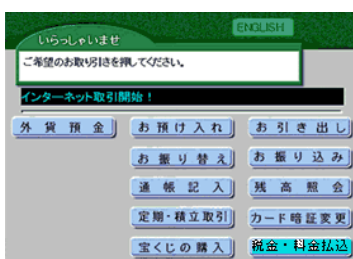 いらっしゃいませ
ENGLISH
ご希望のお取り引きを押してください。
インターネット取引開始！
外貨預金
お預け入れ
お引き出し
お振り替え
お振り込み
通帳記入
残高照会
定期・積立取引
カード暗証変更
宝くじの購入
税金・料金払込